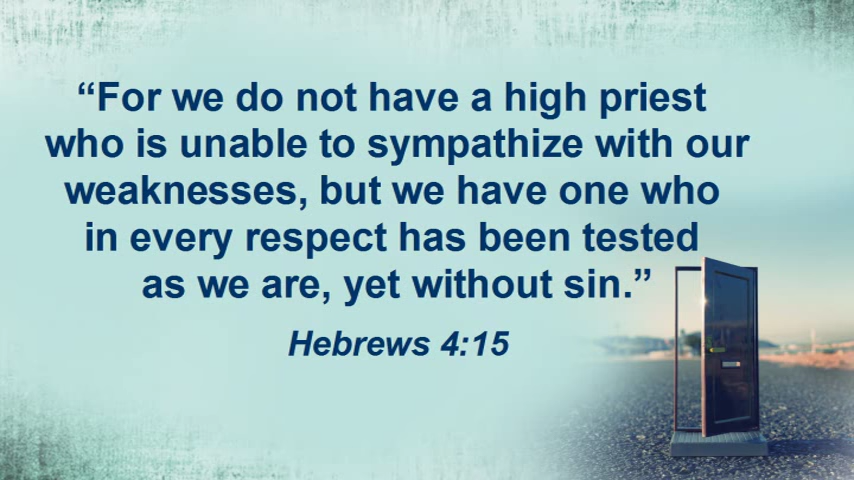 “For we do not have a high priest
who is unable to sympathize with our
weaknesses, but we have one who
in every respect has been tested
as we are, yet without sin.”
Hebrews 4:15